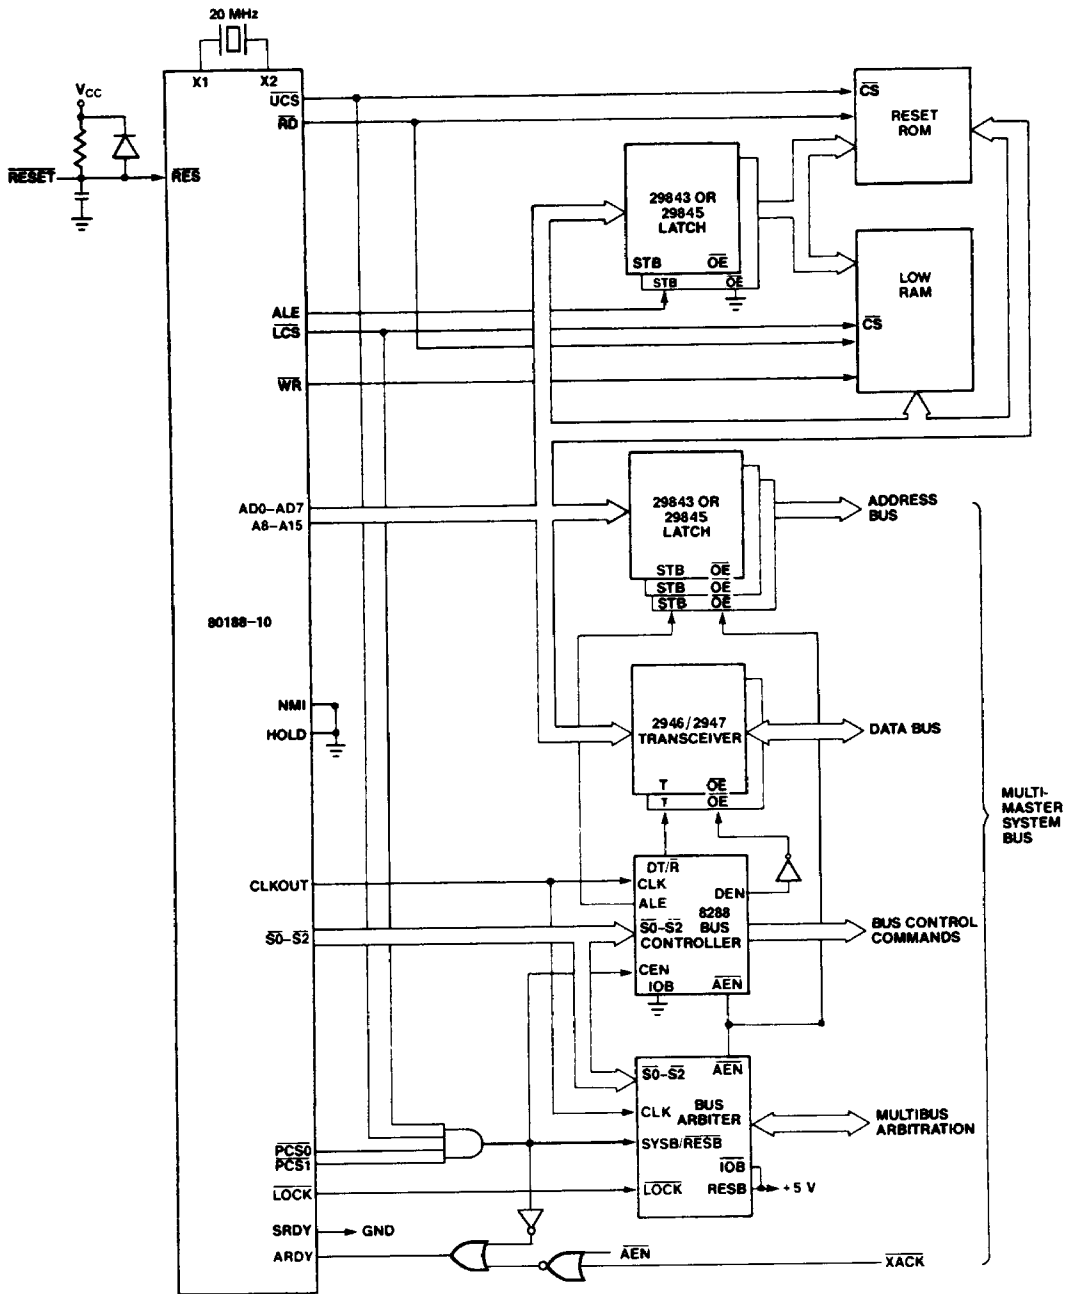 20 MHz
X1 X2
VCC
RESET
RES
UCS
RD
CS
RESET
ROM
29843 OR
29845
LATCH
STB OE
STB OE
LOW
RAM
CS
ALE
LCS
WR
AD0-AD7
A8-A15
29843 OR
29845
LATCH
STB OE
STB OE
STB OE
ADDRESS
BUS
80188-10
NMI
HOLD
2946/2947
TRANSCEIVER
T OE
T OE
DATA BUS
MULTI-
MASTER
SYSTEM
BUS
CLKOUT
S0-S2
DT/R
CLK
ALE
DEN
S0-S2
8288
BUS
CONTROLLER
CEN
IOB
AEN
BUS CONTROL
COMMANDS
AEN
S0-S2
CLK
BUS
ARBITER
SYSB/RESB
IOB
LOCK
RESB
+5 V
MULTIBUS
ARBITRATION
PCS0
PCS1
LOCK
SRDY
GND
ARDY
AEN
XACK